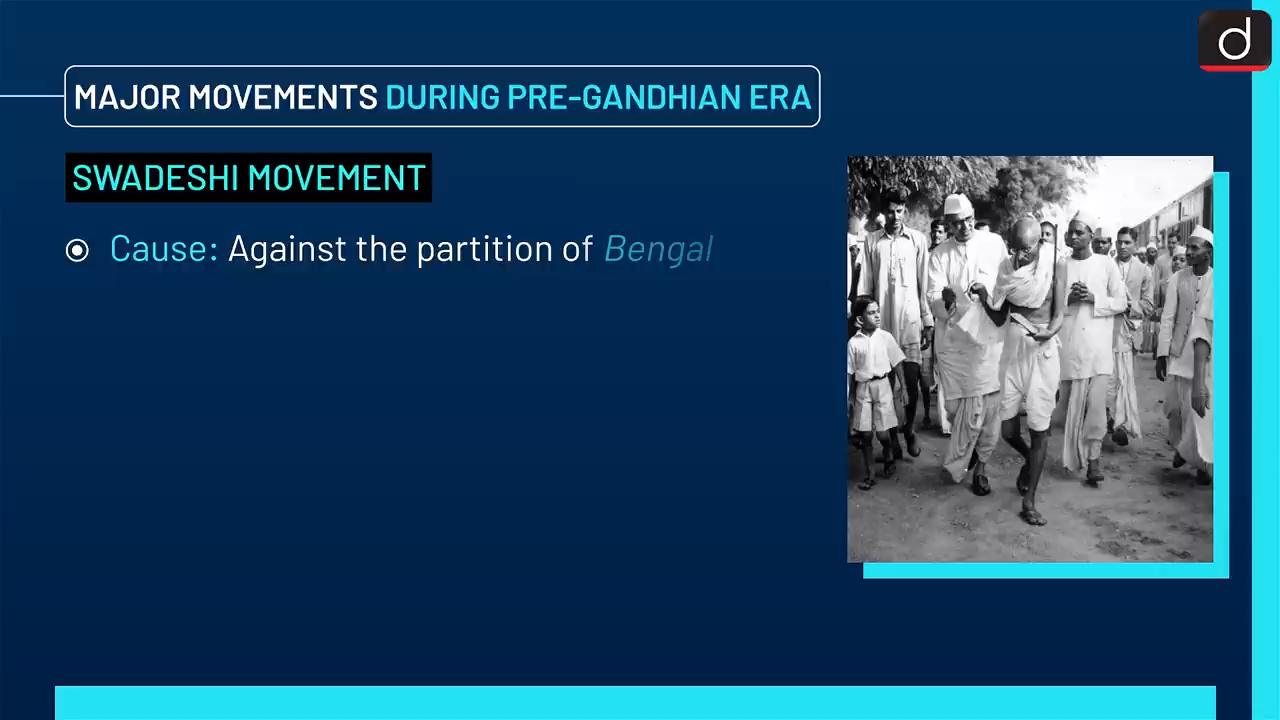 d
MAJOR MOVEMENTS DURING PRE-GANDHIAN ERA
SWADESHI MOVEMENT
Cause: Against the partition of Bengal